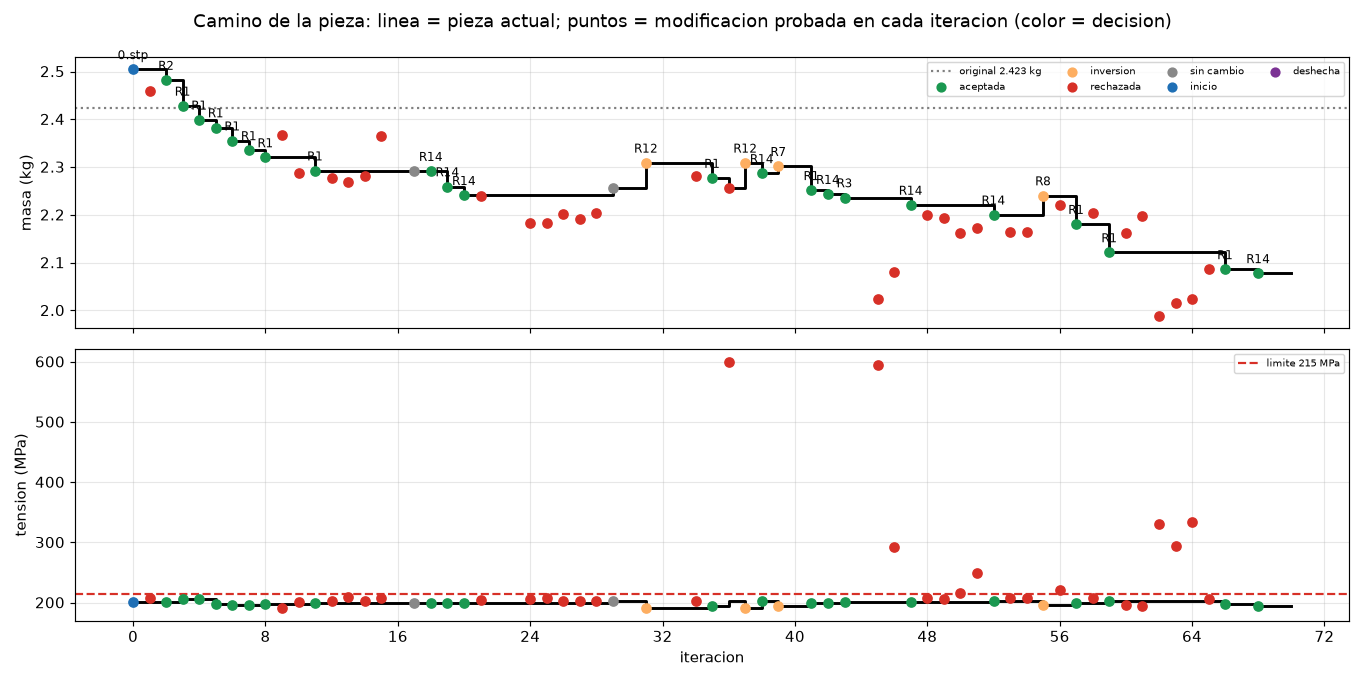 Camino de la pieza: linea = pieza actual; puntos = modificacion probada en cada iteracion (color = decision)
original 2.423 kg
aceptada
inversion
rechazada
sin cambio
inicio
deshecha
masa (kg)
2.5
2.4
2.3
2.2
2.1
2.0
0.stp
R2
R1
R1
R1
R1
R1
R1
R1
R14
R14
R14
R12
R1
R12
R14
R7
R1
R14
R3
R14
R14
R8
R1
R1
R1
R14
limite 215 MPa
tension (MPa)
600
500
400
300
200
0
8
16
24
32
40
48
56
64
72
iteracion